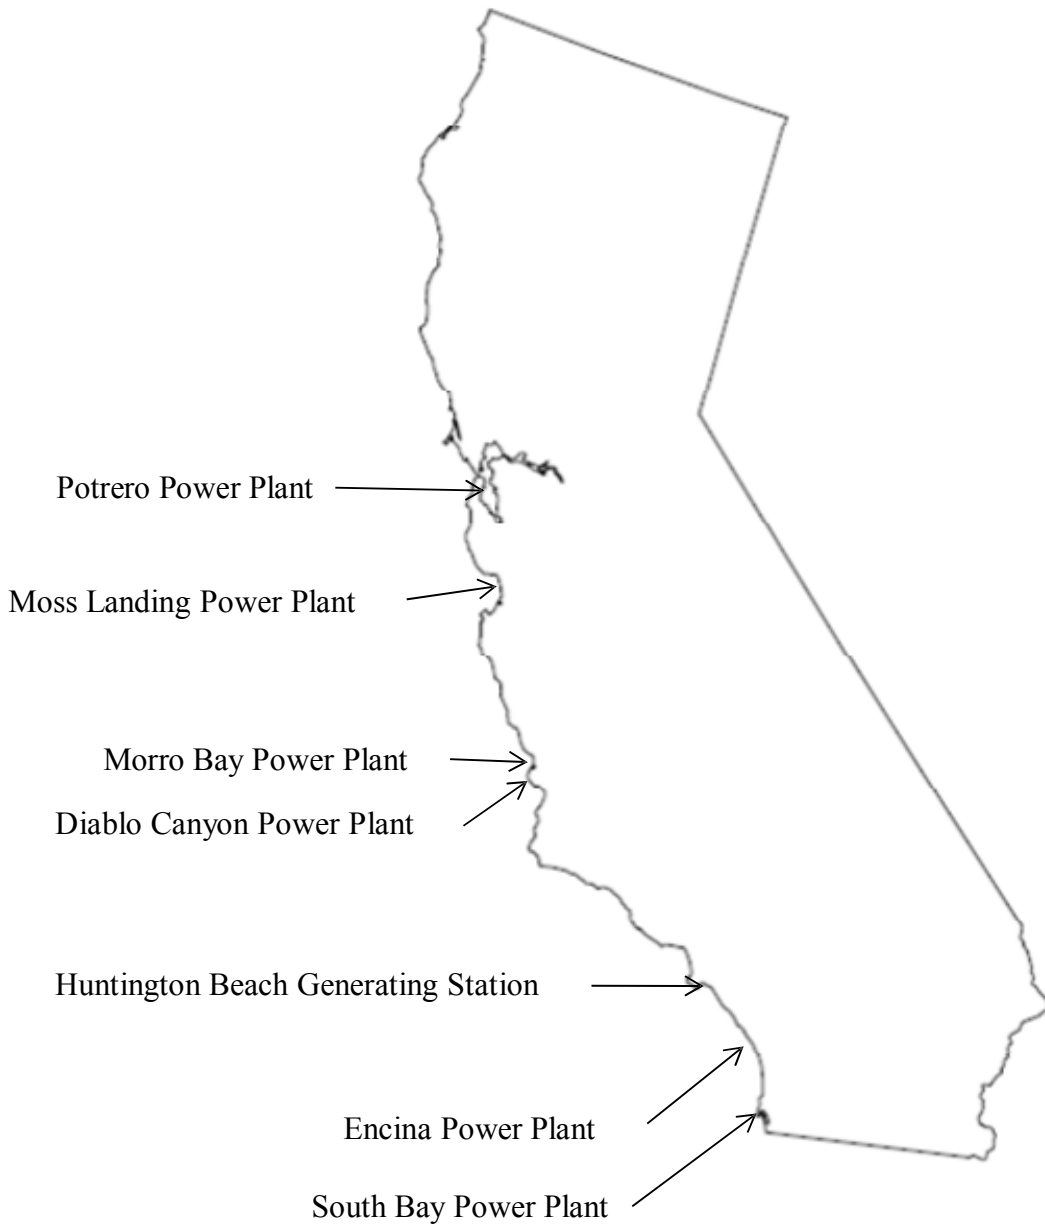 Potrero Power Plant
Moss Landing Power Plant
Morro Bay Power Plant
Diablo Canyon Power Plant
Huntington Beach Generating Station
Encina Power Plant
South Bay Power Plant